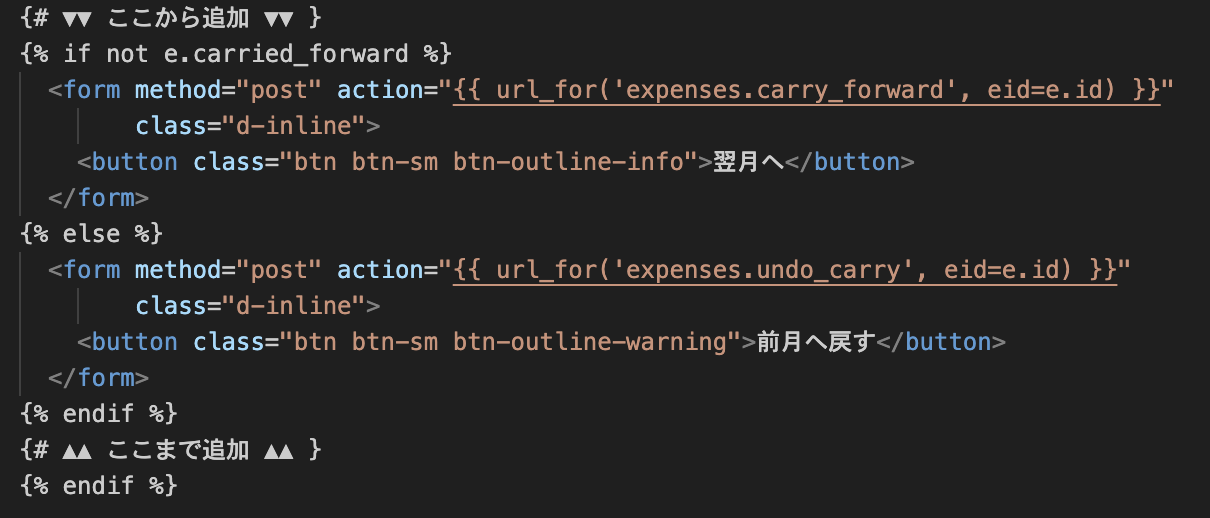 {# ▼▼ ここから追加 ▼▼ }
{% if not e.carried_forward %}
<form method="post" action="{{ url_for('expenses.carry_forward', eid=e.id) }}"
class="d-inline">
<button class="btn btn-sm btn-outline-info">翌月へ</button>
</form>
{% else %}
<form method="post" action="{{ url_for('expenses.undo_carry', eid=e.id) }}"
class="d-inline">
<button class="btn btn-sm btn-outline-warning">前月へ戻す</button>
</form>
{% endif %}
{# ▲▲ ここまで追加 ▲▲ }
{% endif %}